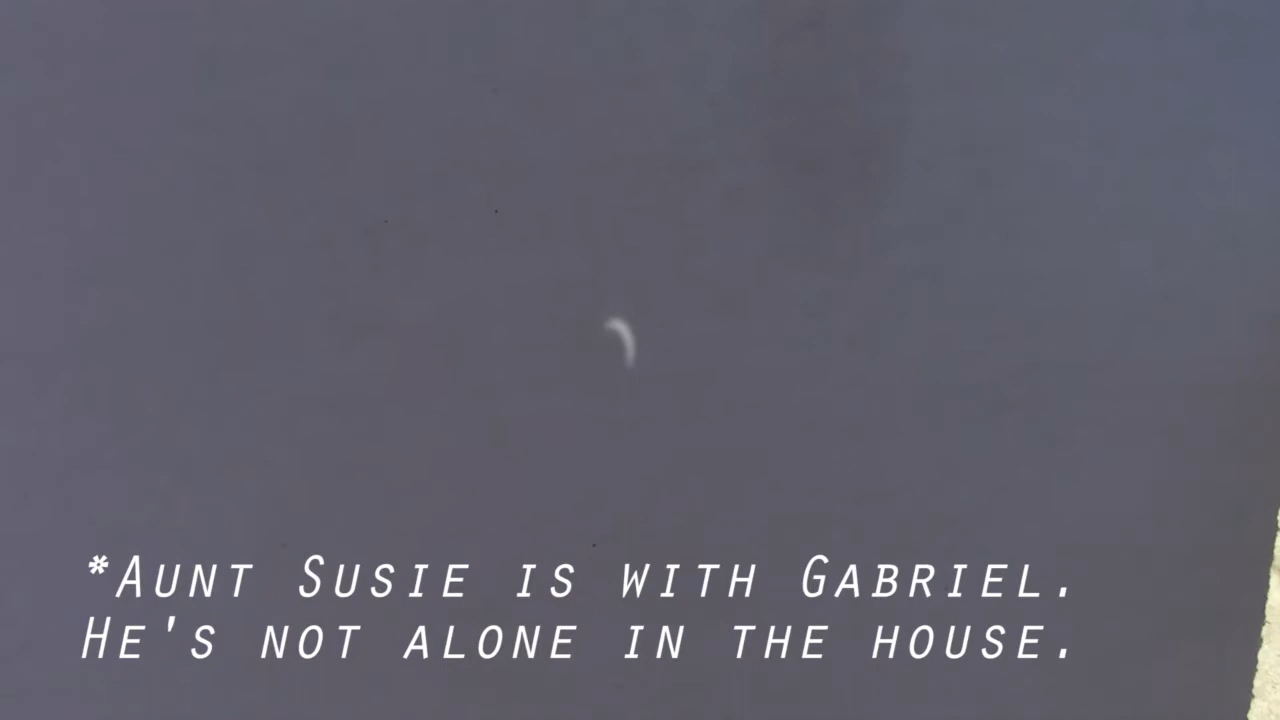 *Aunt Susie is with Gabriel.
He's not alone in the house.